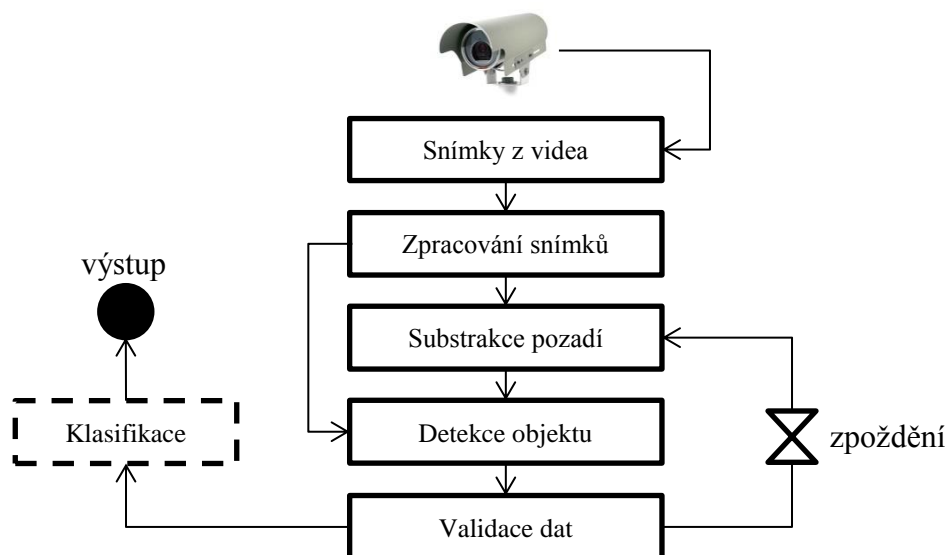 Snímky z videa
Zpracování snímků
výstup
Substrakce pozadí
Klasifikace
Detekce objektu
zpoždění
Validace dat